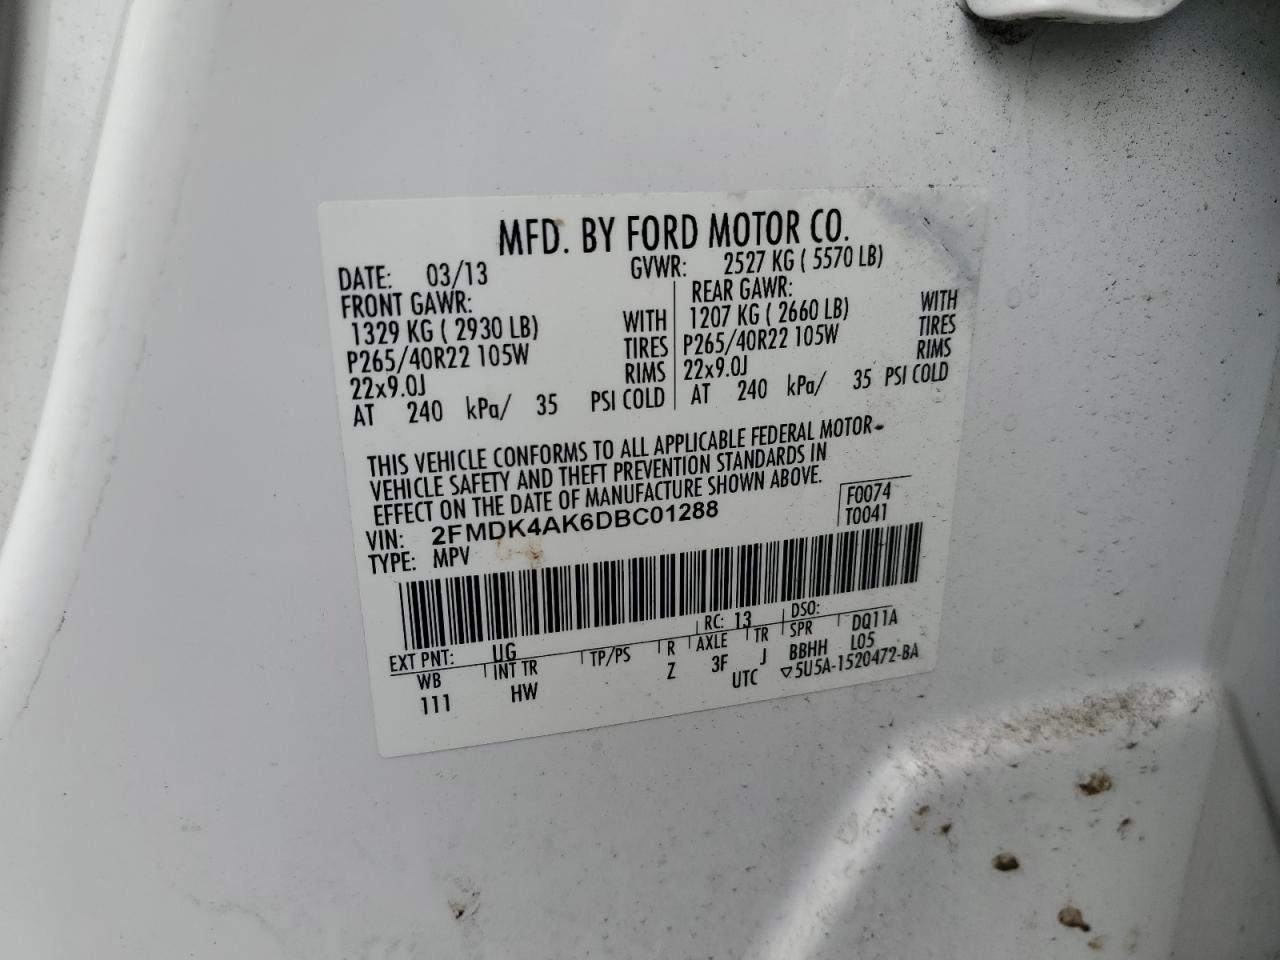 MFD. BY FORD MOTOR CO.
DATE: 03/13 GVWR: 2527 KG ( 5570 LB)
FRONT GAWR:
1329 KG ( 2930 LB) WITH
P265/40R22 105W TIRES
22x9.0J RIMS
AT 240 kPa/ 35 PSI COLD
REAR GAWR:
1207 KG ( 2660 LB) WITH
P265/40R22 105W TIRES
22x9.0J RIMS
AT 240 kPa/ 35 PSI COLD
THIS VEHICLE CONFORMS TO ALL APPLICABLE FEDERAL MOTOR-
VEHICLE SAFETY AND THEFT PREVENTION STANDARDS IN
EFFECT ON THE DATE OF MANUFACTURE SHOWN ABOVE.
F0074
VIN: 2FMDK4AK6DBC01288 T0041
TYPE: MPV
EXT PNT: UG RC: 13 DSO:
WB INT TR TP/PS R AXLE TR SPR DQ11A
111 HW Z 3F J BBHH L05
UTC ▽5U5A-1520472-BA